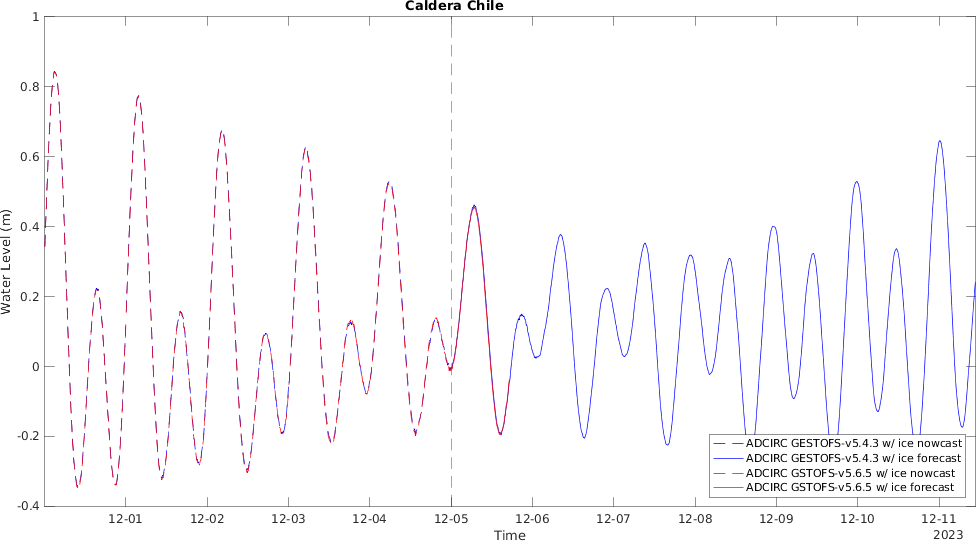 Caldera Chile
1
0.8
0.6
0.4
0.2
0
-0.2
-0.4
Water Level (m)
ADCIRC GESTOFS-v5.4.3 w/ ice nowcast
ADCIRC GESTOFS-v5.4.3 w/ ice forecast
ADCIRC GSTOFS-v5.6.5 w/ ice nowcast
ADCIRC GSTOFS-v5.6.5 w/ ice forecast
12-01 12-02 12-03 12-04 12-05 12-06 12-07 12-08 12-09 12-10 12-11
Time
2023